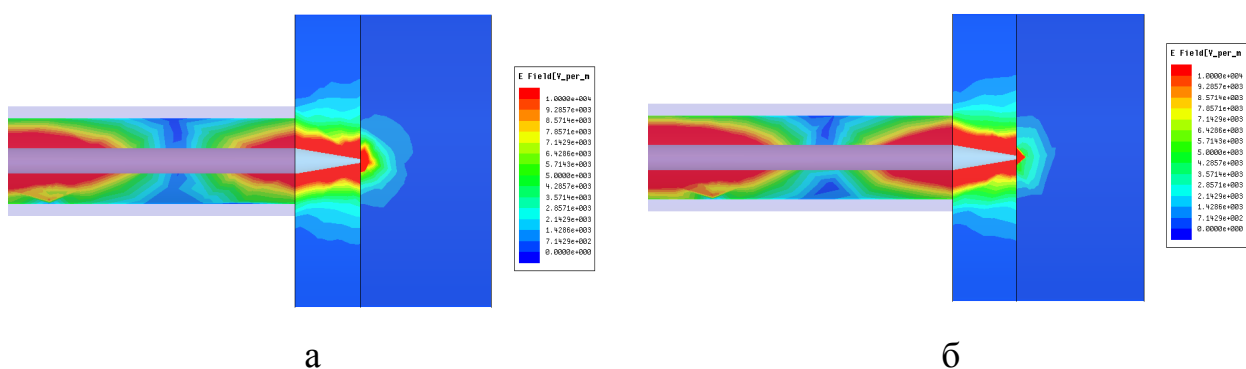 E Field[V_per_m
1.0000e+004
9.2857e+003
8.5714e+003
7.8571e+003
7.1429e+003
6.4286e+003
5.7143e+003
5.0000e+003
4.2857e+003
3.5714e+003
2.8571e+003
2.1429e+003
1.4286e+003
7.1429e+002
0.0000e+000
E Field[V_per_m
1.0000e+004
9.2857e+003
8.5714e+003
7.8571e+003
7.1429e+003
6.4286e+003
5.7143e+003
5.0000e+003
4.2857e+003
3.5714e+003
2.8571e+003
2.1429e+003
1.4286e+003
7.1429e+002
0.0000e+000
а
б